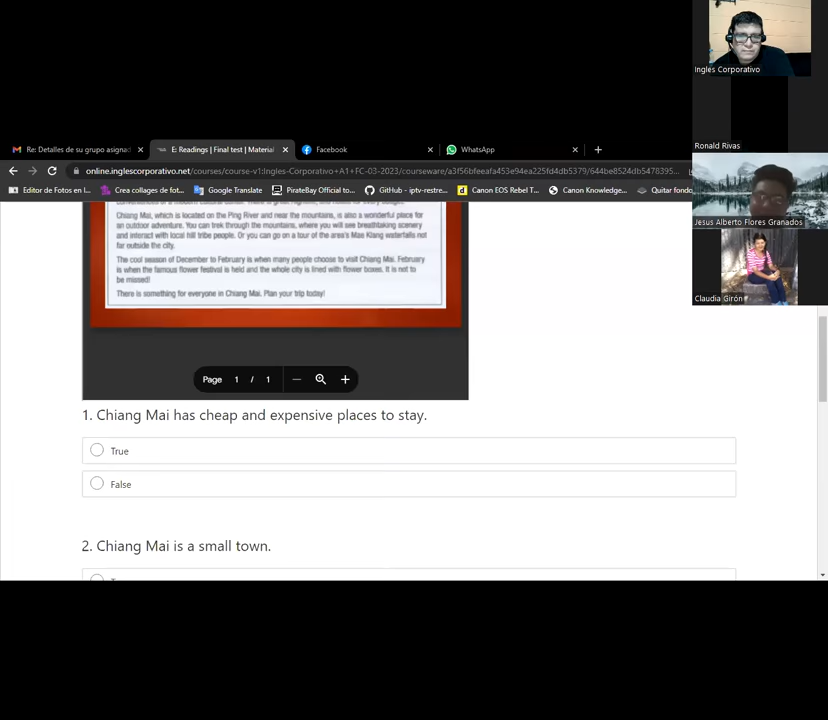 Ingles Corporativo
Ronald Rivas
Jesus Alberto Flores Granados
Claudia Girón
Re: Detalles de su grupo asignad
E: Readings | Final test | Material
Facebook
WhatsApp
online.inglescorporativo.net/courses/course-v1:Ingles-Corporativo+A1+FC-03-2023/courseware/a3f56bfeafa453e94ea225fd4db5379/644be8524db5478395...
Editor de Fotos en l...
Crea collages de fot...
Google Translate
PirateBay Official to...
GitHub - iptv-restre...
Canon EOS Rebel T...
Canon Knowledge...
Quitar fondo
Chiang Mai, which is located on the Ping River and near the mountains, is also a wonderful place for
an outdoor adventure. You can trek through the mountains, where you will see breathtaking scenery
and interact with local hill tribe people. Or you can go on a tour of the area's Mae Klang waterfalls not
far outside the city.
The cool season of December to February is when many people choose to visit Chiang Mai. February
is when the famous flower festival is held and the whole city is lined with flower boxes. It is not to
be missed!
There is something for everyone in Chiang Mai. Plan your trip today!
Page 1 / 1
1. Chiang Mai has cheap and expensive places to stay.
True
False
2. Chiang Mai is a small town.